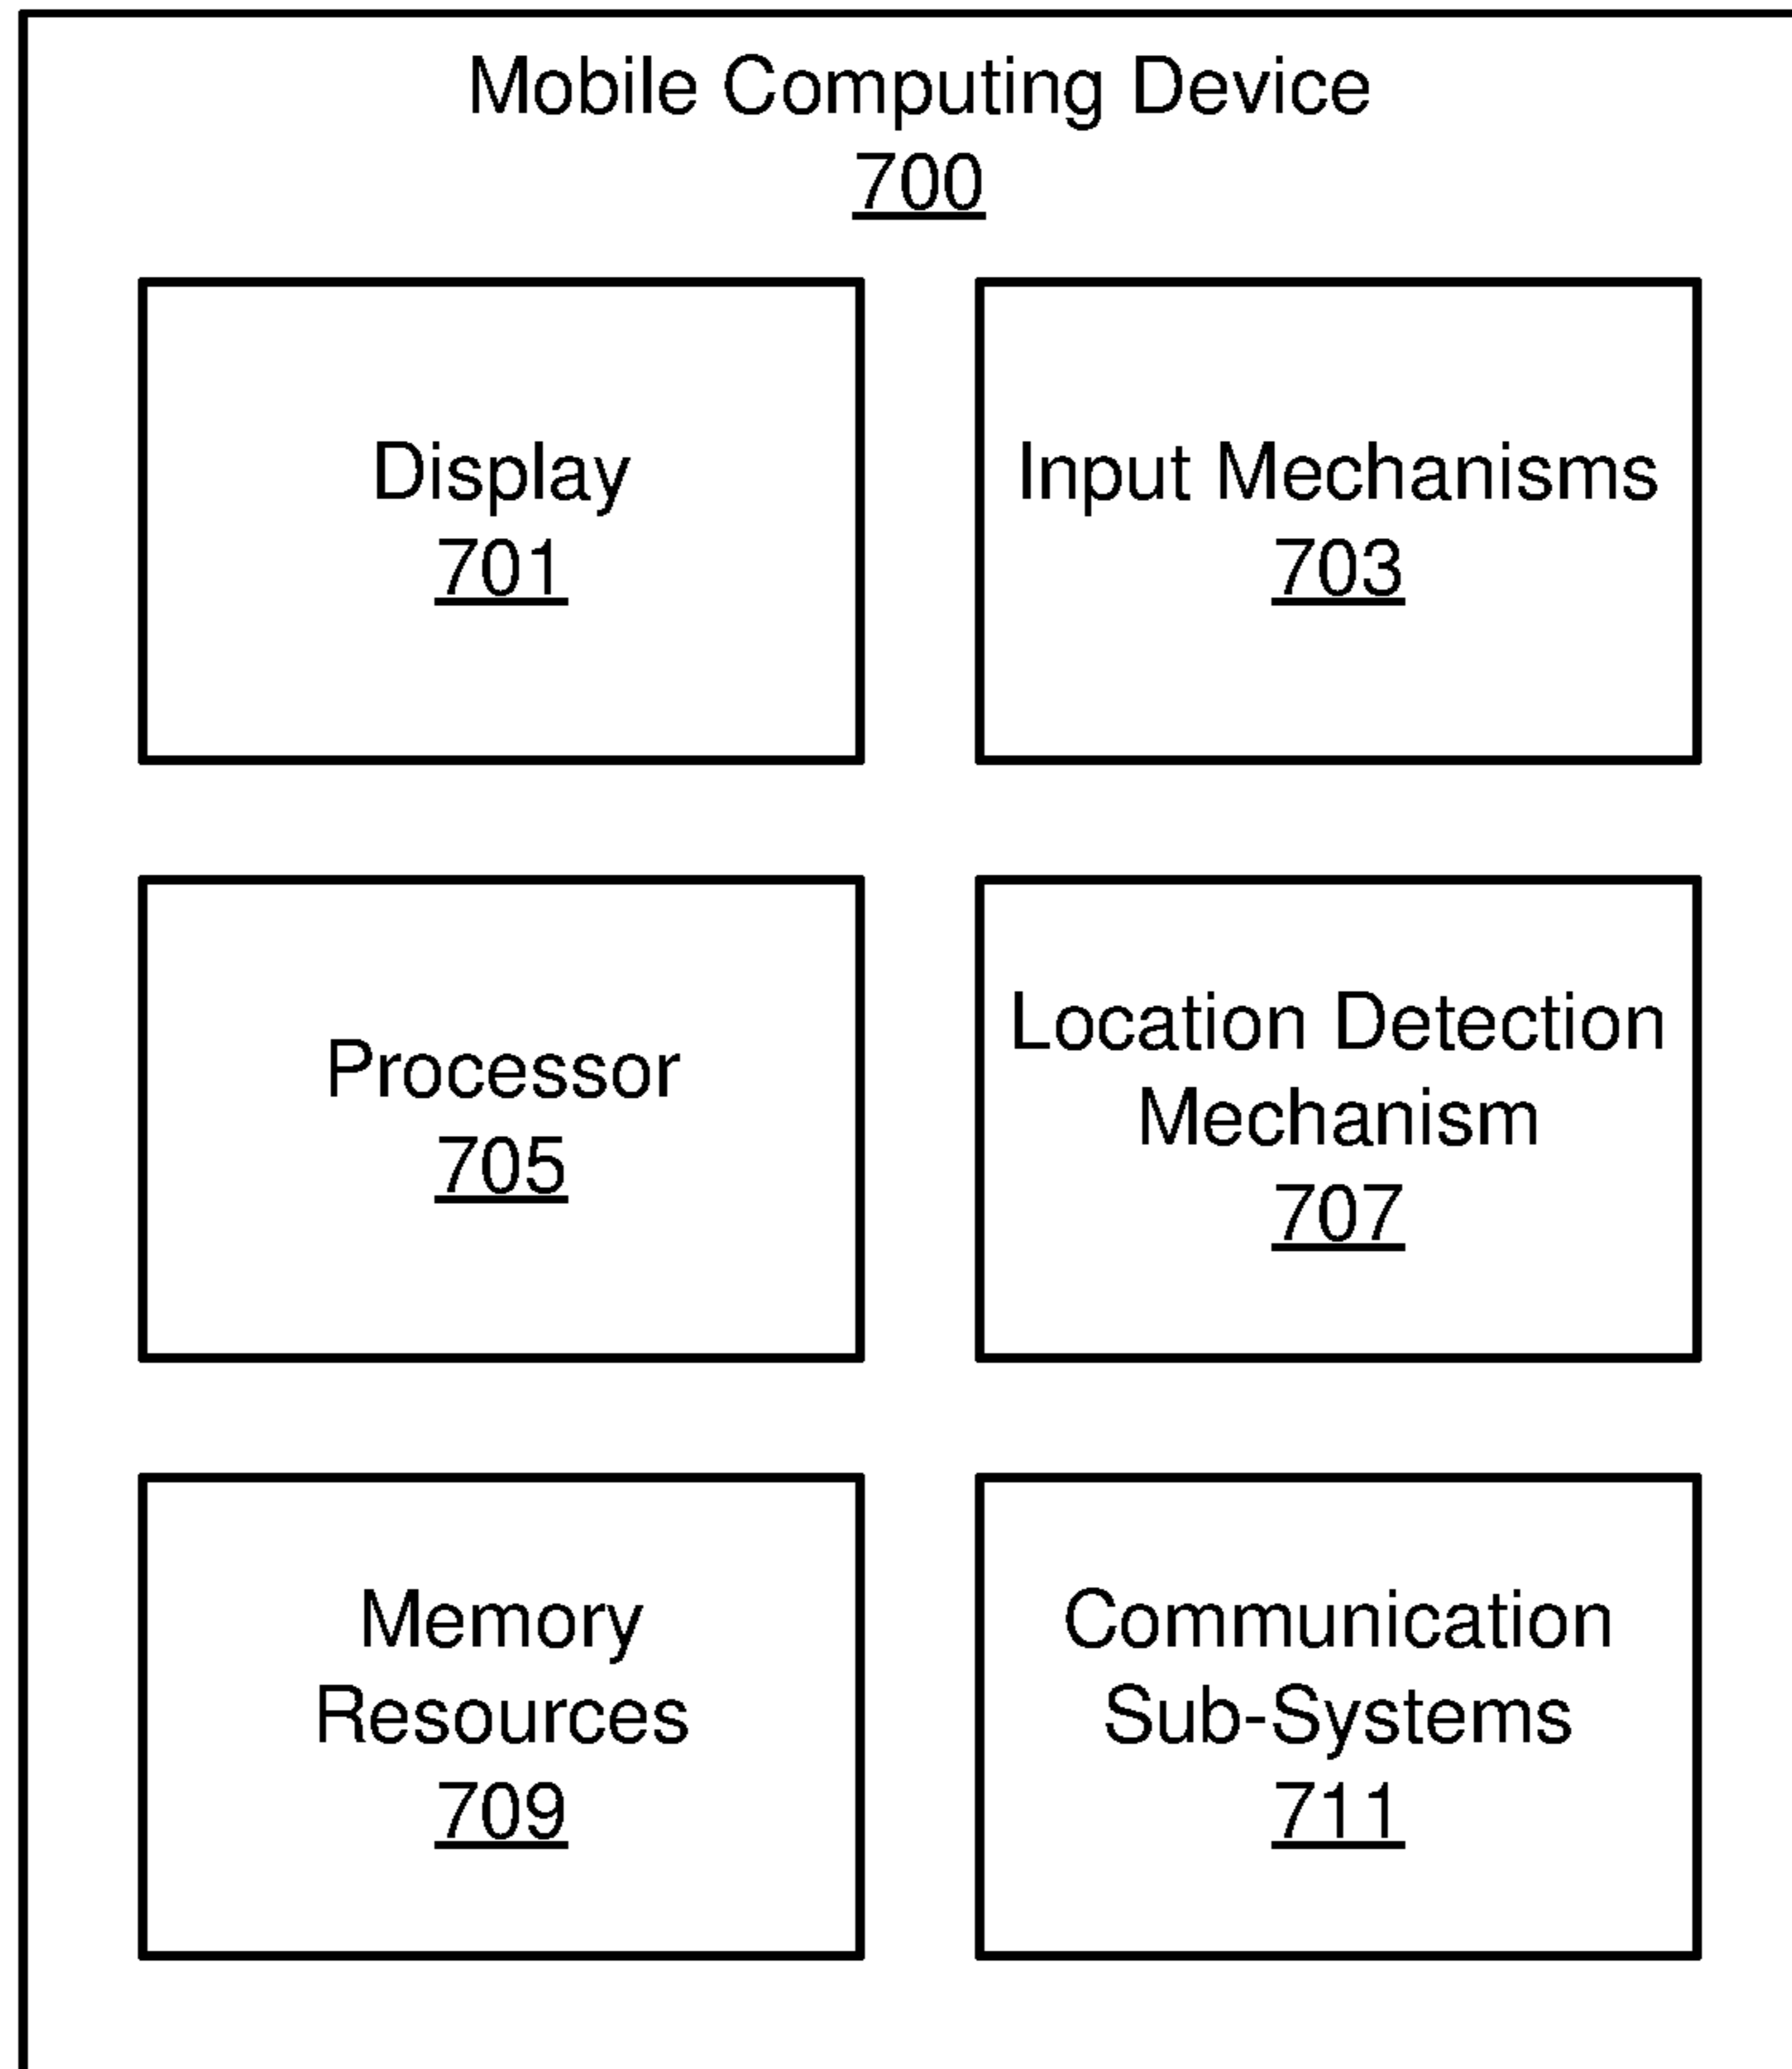 Mobile Computing Device
700
Display
701
Input Mechanisms
703
Processor
705
Location Detection
Mechanism
707
Memory
Resources
709
Communication
Sub-Systems
711